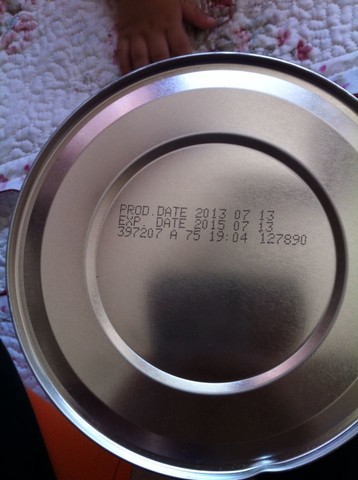 PROD.DATE 2013 07 13
EXP. DATE 2015 07 13
397207 A 75 19:04 127890